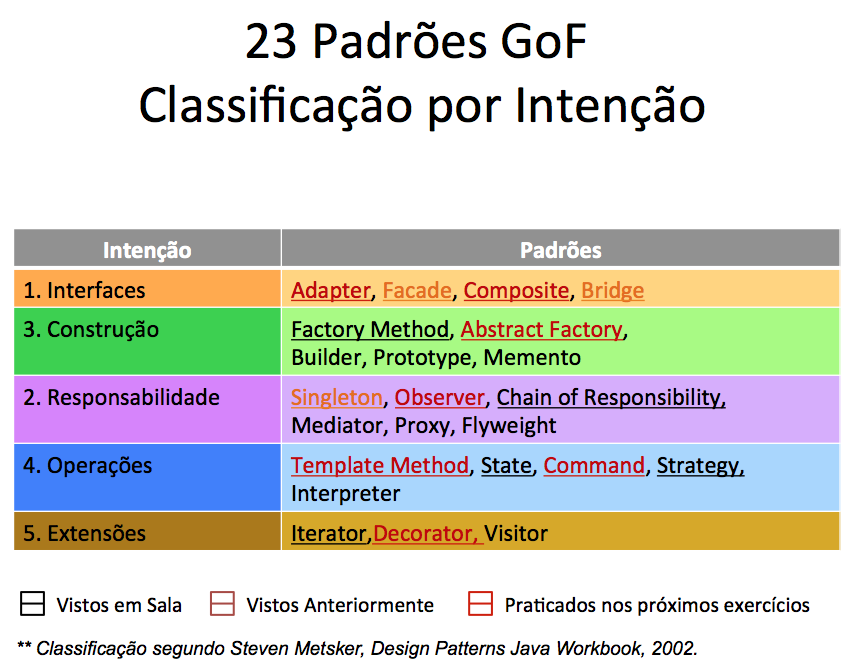 23 Padrões GoF
Classificação por Intenção
Intenção Padrões
1. Interfaces Adapter, Facade, Composite, Bridge
3. Construção Factory Method, Abstract Factory,
Builder, Prototype, Memento
2. Responsabilidade Singleton, Observer, Chain of Responsibility,
Mediator, Proxy, Flyweight
4. Operações Template Method, State, Command, Strategy,
Interpreter
5. Extensões Iterator,Decorator, Visitor
Vistos em Sala Vistos Anteriormente Praticados nos próximos exercícios
** Classificação segundo Steven Metsker, Design Patterns Java Workbook, 2002.